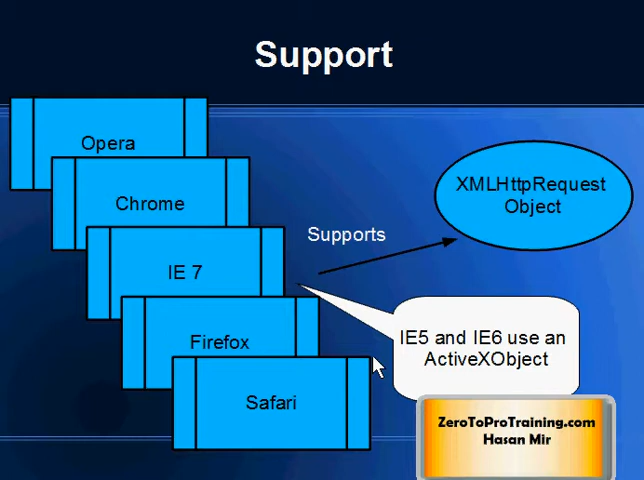 Support
Opera
Chrome
IE 7
Firefox
Safari
Supports
XMLHttpRequest
Object
IE5 and IE6 use an
ActiveXObject
ZeroToProTraining.com
Hasan Mir